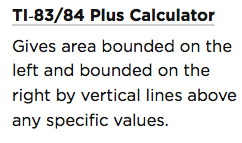 TI-83/84 Plus Calculator
Gives area bounded on the
left and bounded on the
right by vertical lines above
any specific values.